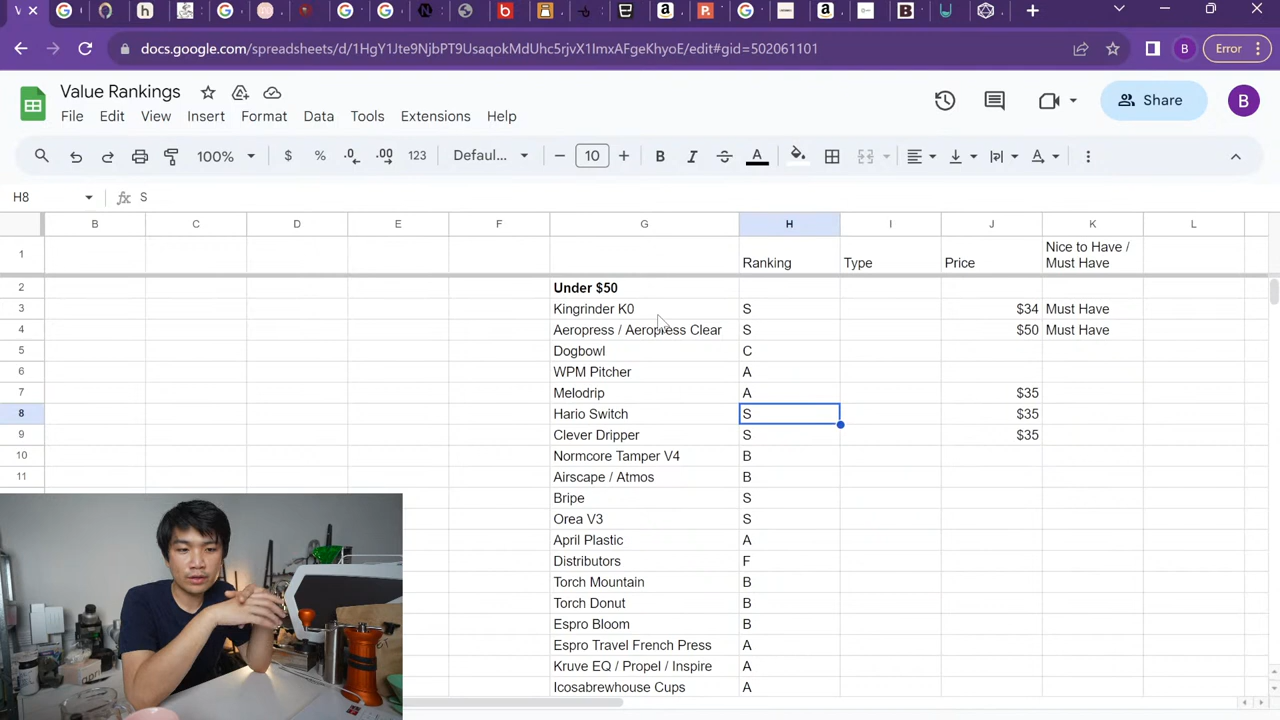 docs.google.com/spreadsheets/d/1HgY1Jte9NjbPT9UsaqokMdUhc5rjvX1ImxAFgeKhyoE/edit#gid=502061101
B
Error
Value Rankings
File Edit View Insert Format Data Tools Extensions Help
Share
B
100% $ % .0 .00 123 Defaul... 10 B I A
H8 fx S
B C D E F G H I J K L
1 Ranking Type Price Nice to Have /
Must Have
2 Under $50
3 Kingrinder K0 S $34 Must Have
4 Aeropress / Aeropress Clear S $50 Must Have
5 Dogbowl C
6 WPM Pitcher A
7 Melodrip A $35
8 Hario Switch S $35
9 Clever Dripper S $35
10 Normcore Tamper V4 B
11 Airscape / Atmos B
Bripe S
Orea V3 S
April Plastic A
Distributors F
Torch Mountain B
Torch Donut B
Espro Bloom B
Espro Travel French Press A
Kruve EQ / Propel / Inspire A
Icosabrewhouse Cups A